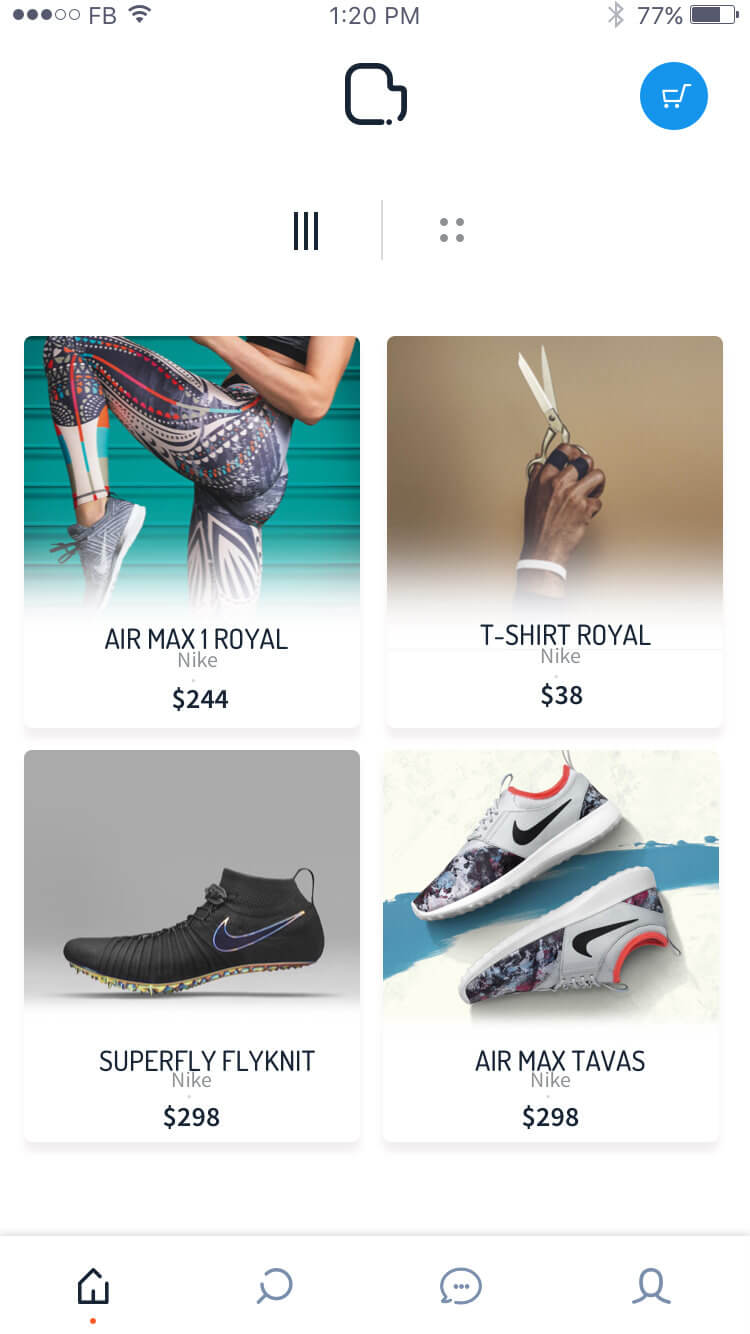 FB 1:20 PM 77%
AIR MAX 1 ROYAL
Nike
$244
T-SHIRT ROYAL
Nike
$38
SUPERFLY FLYKNIT
Nike
$298
AIR MAX TAVAS
Nike
$298